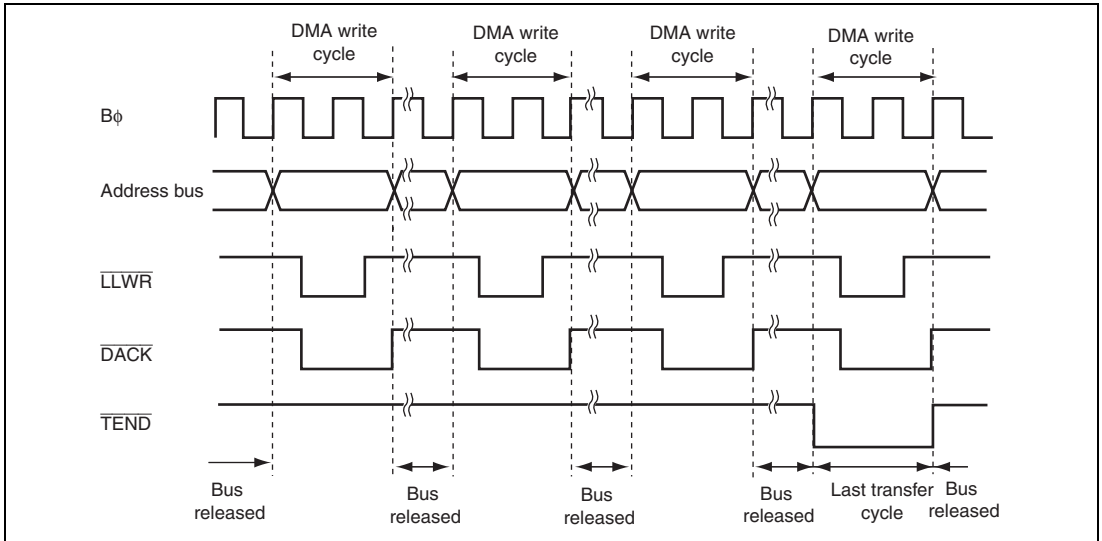 DMA write
cycle
DMA write
cycle
DMA write
cycle
DMA write
cycle
Bϕ
Address bus
LLWR
DACK
TEND
Bus
released
Bus
released
Bus
released
Bus
released
Last transfer
cycle
Bus
released